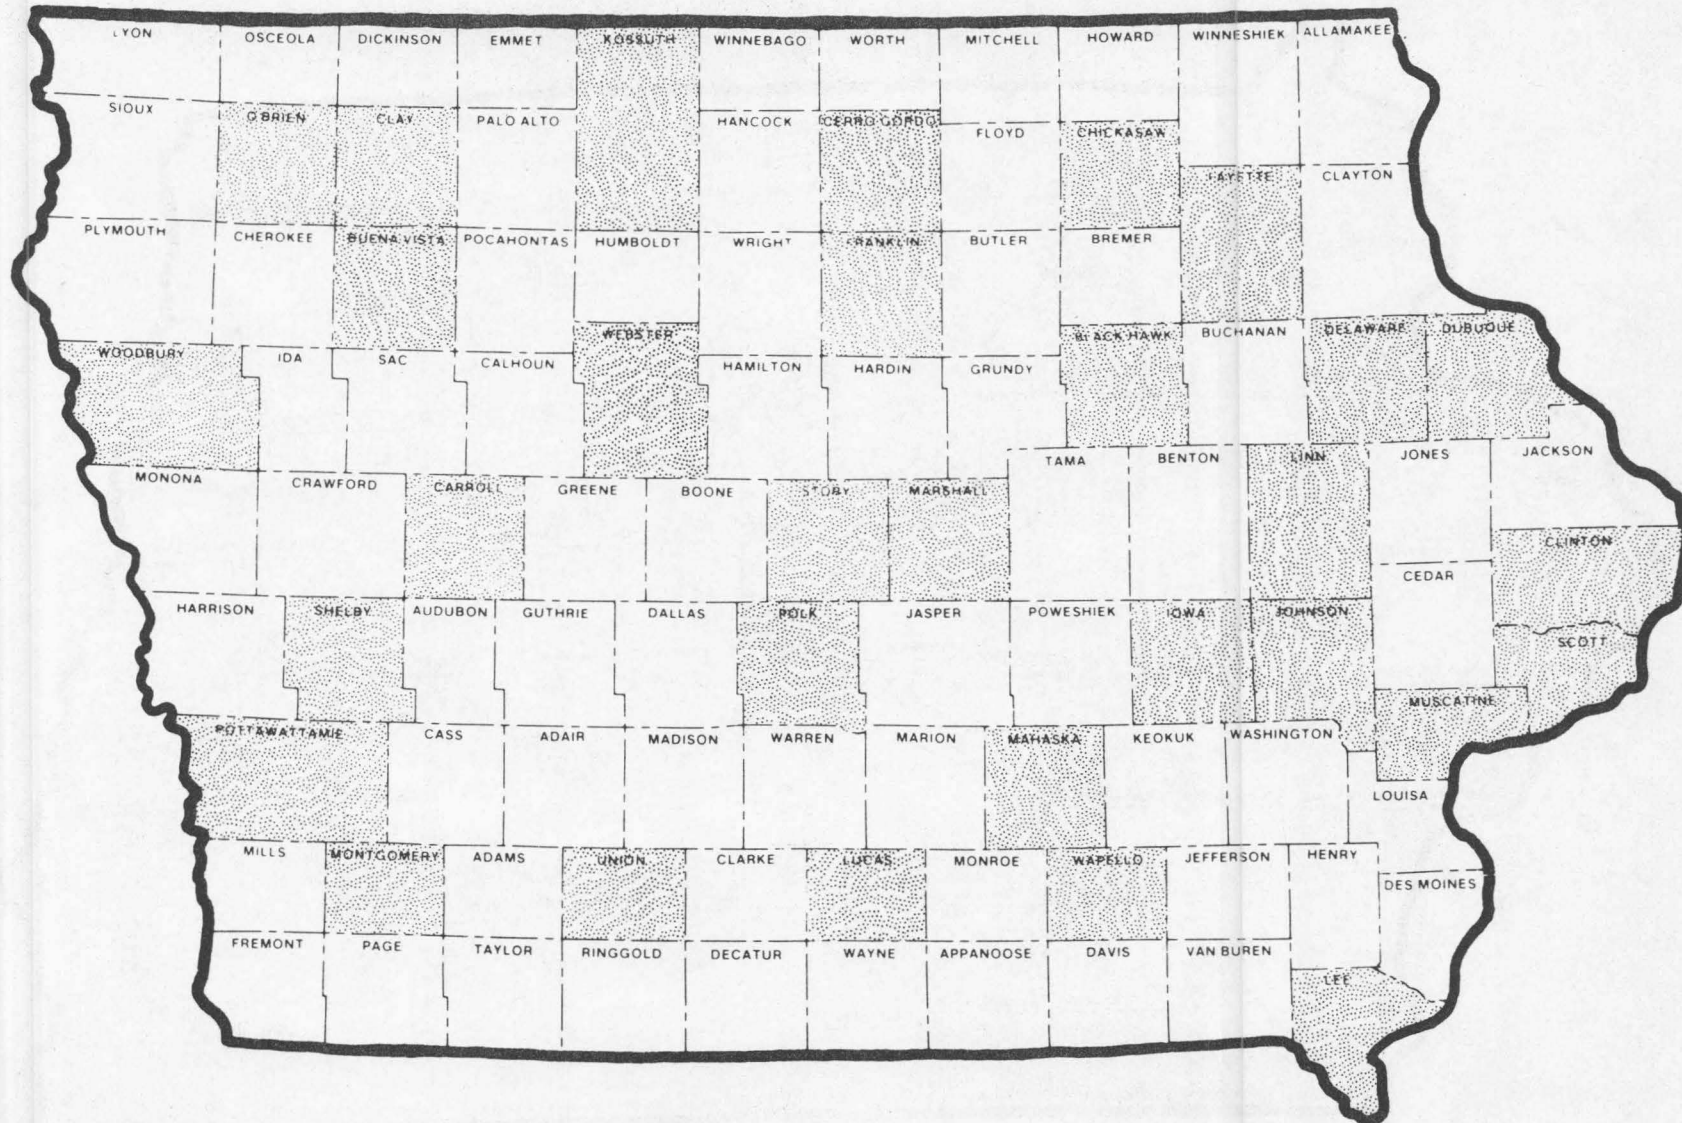 LYON OSCEOLA DICKINSON EMMET KOSSUTH WINNEBAGO WORTH MITCHELL HOWARD WINNESHIEK ALLAMAKEE
SIOUX O'BRIEN CLAY PALO ALTO HANCOCK CERRO GORDO FLOYD CHICKASAW
FAYETTE CLAYTON
PLYMOUTH CHEROKEE BUENA VISTA POCAHONTAS HUMBOLDT WRIGHT FRANKLIN BUTLER BREMER
WOODBURY IDA SAC CALHOUN WEBSTER HAMILTON HARDIN GRUNDY BLACK HAWK BUCHANAN DELAWARE DUBUQUE
MONONA CRAWFORD CARROLL GREENE BOONE STORY MARSHALL TAMA BENTON LINN JONES JACKSON
CLINTON
CEDAR
HARRISON SHELBY AUDUBON GUTHRIE DALLAS POLK JASPER POWESHIEK IOWA JOHNSON
SCOTT
MUSCATINE
POTTAWATTAMIE CASS ADAIR MADISON WARREN MARION MAHASKA KEOKUK WASHINGTON
LOUISA
MILLS MONTGOMERY ADAMS UNION CLARKE LUCAS MONROE WAPELLO JEFFERSON HENRY
DES MOINES
FREMONT PAGE TAYLOR RINGGOLD DECATUR WAYNE APPANOOSE DAVIS VAN BUREN
LEE